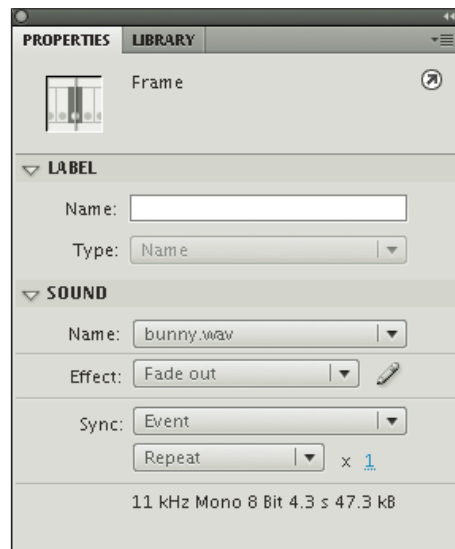 PROPERTIES LIBRARY
Frame
LABEL
Name:
Type: Name
SOUND
Name: bunny.wav
Effect: Fade out
Sync: Event
Repeat x 1
11 kHz Mono 8 Bit 4.3 s 47.3 kB